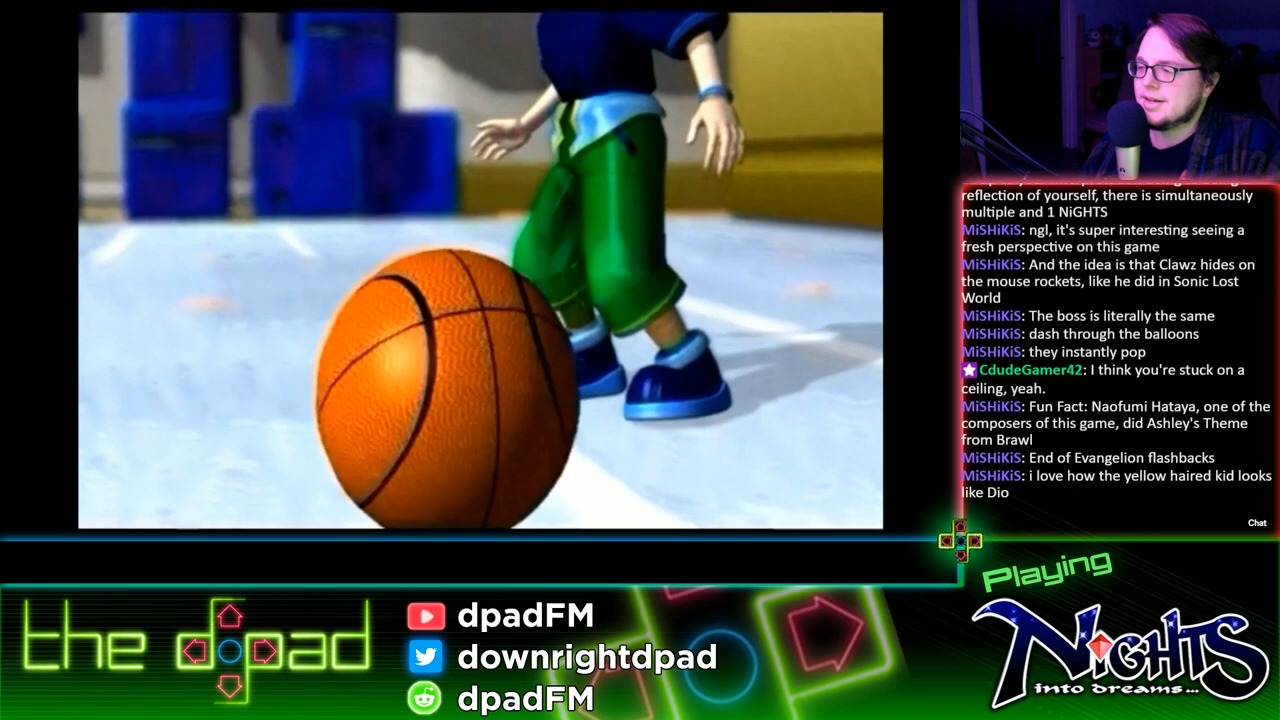 reflection of yourself, there is simultaneously
multiple and 1 NiGHTS
MiSHiKiS: ngl, it's super interesting seeing a
fresh perspective on this game
MiSHiKiS: And the idea is that Clawz hides on
the mouse rockets, like he did in Sonic Lost
World
MiSHiKiS: The boss is literally the same
MiSHiKiS: dash through the balloons
MiSHiKiS: they instantly pop
CdudeGamer42: I think you're stuck on a
ceiling, yeah.
MiSHiKiS: Fun Fact: Naofumi Hataya, one of the
composers of this game, did Ashley's Theme
from Brawl
MiSHiKiS: End of Evangelion flashbacks
MiSHiKiS: i love how the yellow haired kid looks
like Dio
Chat
Playing
NiGHTS
into dreams...
the dpad
dpadFM
downrightdpad
dpadFM